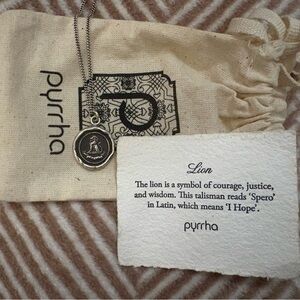 pyrrha
Lion
The lion is a symbol of courage, justice,
and wisdom. This talisman reads 'Spero'
in Latin, which means 'I Hope'.
pyrrha